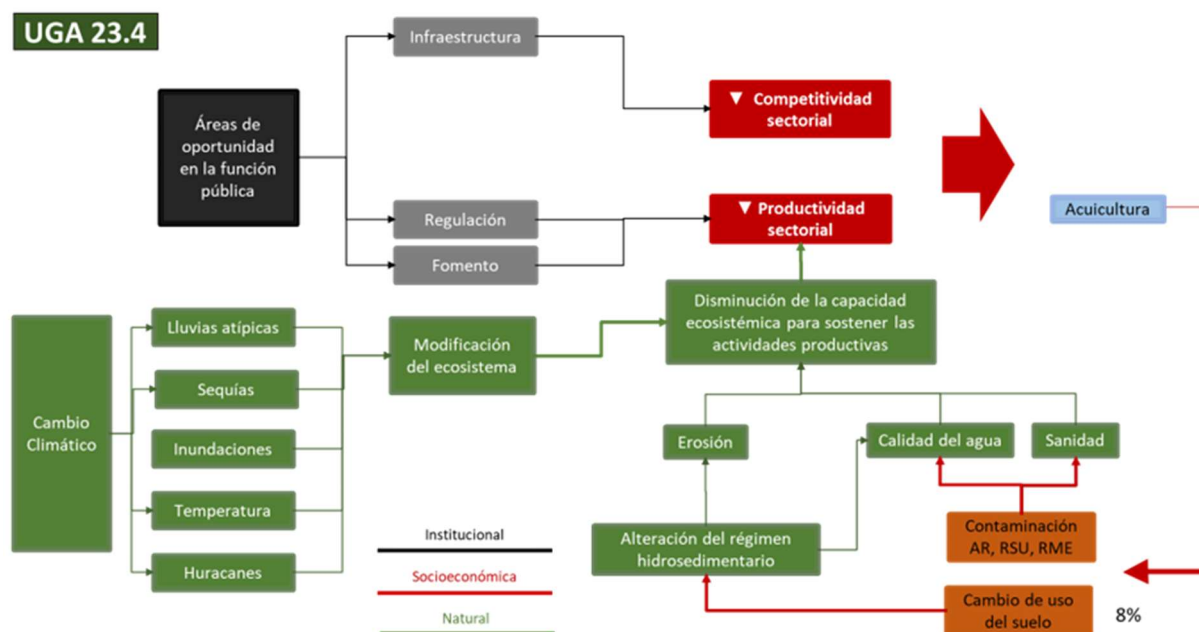 UGA 23.4
Infraestructura
Áreas de
oportunidad
en la función
pública
▼ Competitividad
sectorial
Regulación
Fomento
▼ Productividad
sectorial
Acuicultura
Cambio
Climático
Lluvias atípicas
Sequías
Inundaciones
Temperatura
Huracanes
Modificación
del ecosistema
Disminución de la capacidad
ecosistémica para sostener las
actividades productivas
Erosión
Calidad del agua
Sanidad
Alteración del régimen
hidrosedimentario
Contaminación
AR, RSU, RME
Cambio de uso
del suelo
8%
Institucional
Socioeconómica
Natural